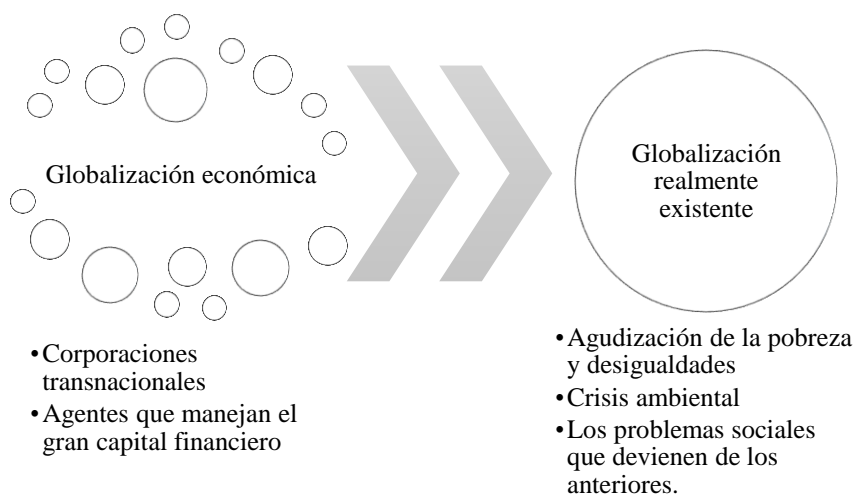 Globalización económica
• Corporaciones
transnacionales
• Agentes que manejan el
gran capital financiero
Globalización
realmente
existente
• Agudización de la pobreza
y desigualdades
• Crisis ambiental
• Los problemas sociales
que devienen de los
anteriores.